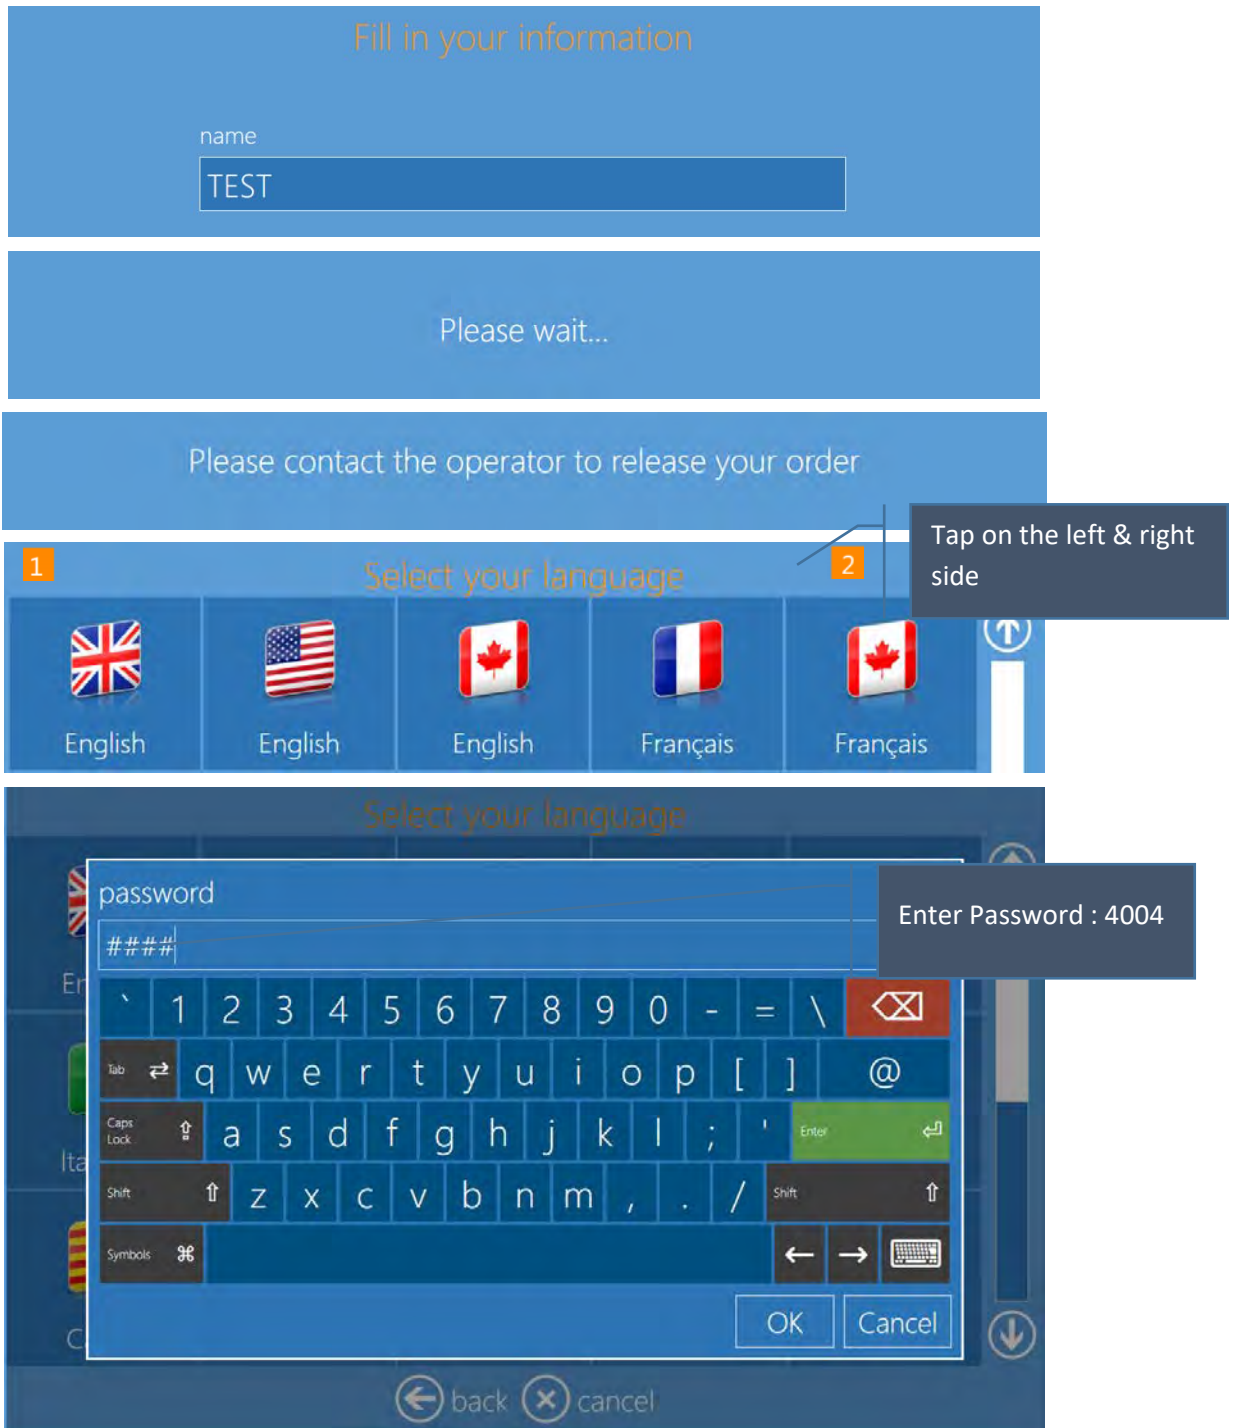 Fill in your information
name
TEST
Please wait...
Please contact the operator to release your order
Tap on the left & right
side
1
2
Select your language
English
English
English
Français
Français
Select your language
password
####
Enter Password : 4004
` 1 2 3 4 5 6 7 8 9 0 - = \
Tab q w e r t y u i o p [ ] @
Caps
Lock a s d f g h j k l ; ' Enter
Shift z x c v b n m , . / Shift
Symbols
OK Cancel
back cancel